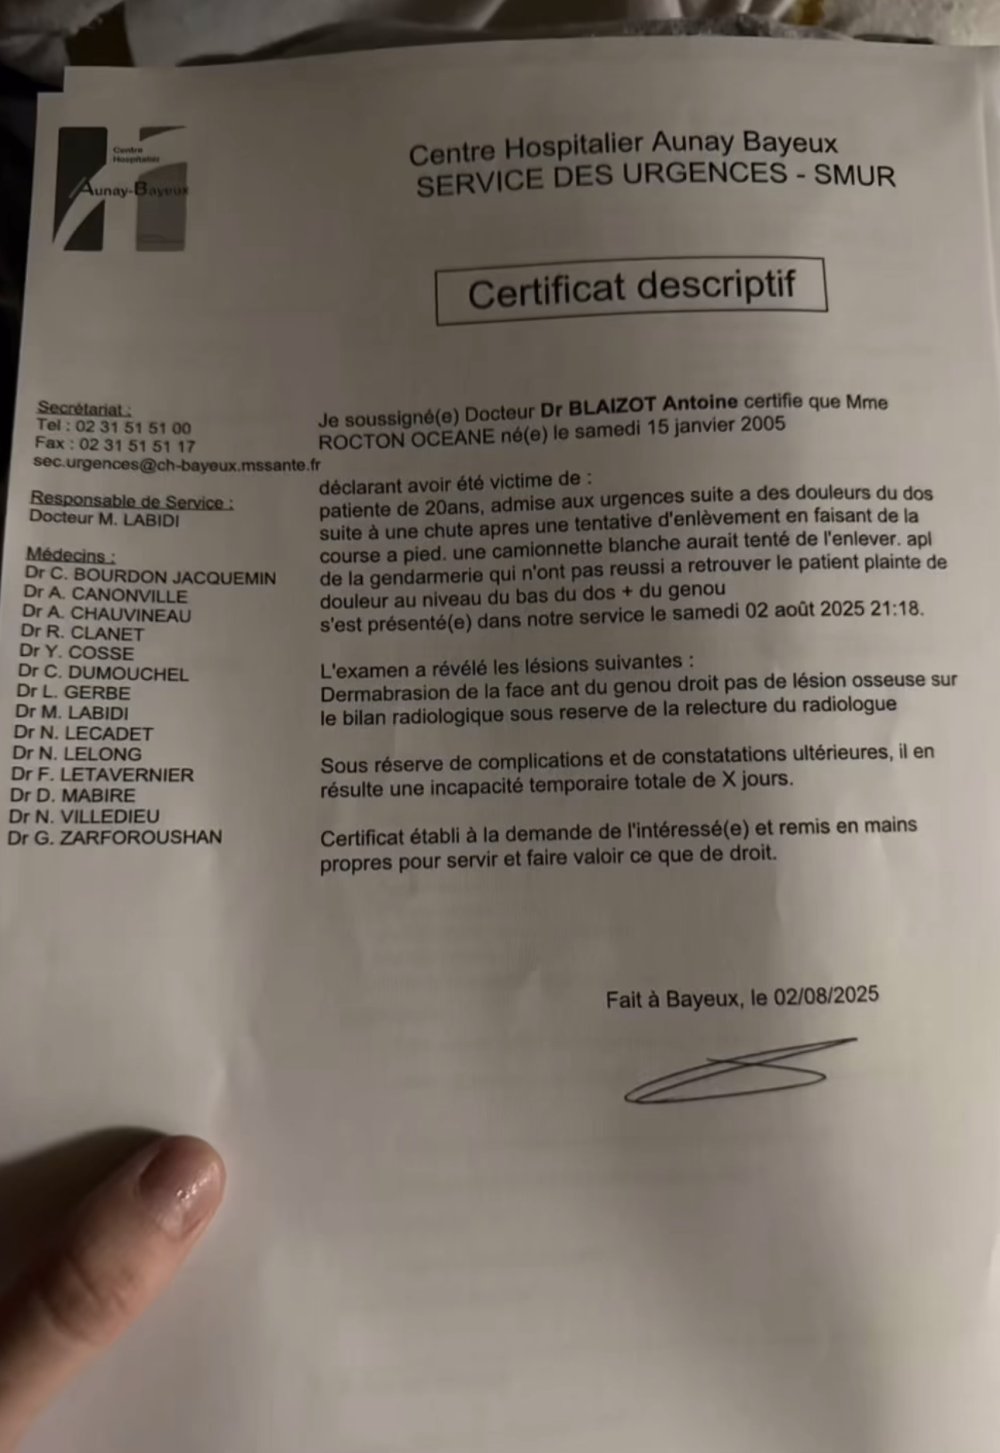 Centre
Hospitalier
Aunay-Bayeux
Centre Hospitalier Aunay Bayeux
SERVICE DES URGENCES - SMUR
Certificat descriptif
Secrétariat :
Tel : 02 31 51 51 00
Fax : 02 31 51 51 17
sec.urgences@ch-bayeux.mssante.fr
Responsable de Service :
Docteur M. LABIDI
Médecins :
Dr C. BOURDON JACQUEMIN
Dr A. CANONVILLE
Dr A. CHAUVINEAU
Dr R. CLANET
Dr Y. COSSE
Dr C. DUMOUCHEL
Dr L. GERBE
Dr M. LABIDI
Dr N. LECADET
Dr N. LELONG
Dr F. LETAVERNIER
Dr D. MABIRE
Dr N. VILLEDIEU
Dr G. ZARFOROUSHAN
Je soussigné(e) Docteur Dr BLAIZOT Antoine certifie que Mme
ROCTON OCEANE né(e) le samedi 15 janvier 2005
déclarant avoir été victime de :
patiente de 20ans, admise aux urgences suite a des douleurs du dos
suite à une chute apres une tentative d'enlèvement en faisant de la
course a pied. une camionnette blanche aurait tenté de l'enlever. apl
de la gendarmerie qui n'ont pas reussi a retrouver le patient plainte de
douleur au niveau du bas du dos + du genou
s'est présenté(e) dans notre service le samedi 02 août 2025 21:18.
L'examen a révélé les lésions suivantes :
Dermabrasion de la face ant du genou droit pas de lésion osseuse sur
le bilan radiologique sous reserve de la relecture du radiologue
Sous réserve de complications et de constatations ultérieures, il en
résulte une incapacité temporaire totale de X jours.
Certificat établi à la demande de l'intéressé(e) et remis en mains
propres pour servir et faire valoir ce que de droit.
Fait à Bayeux, le 02/08/2025